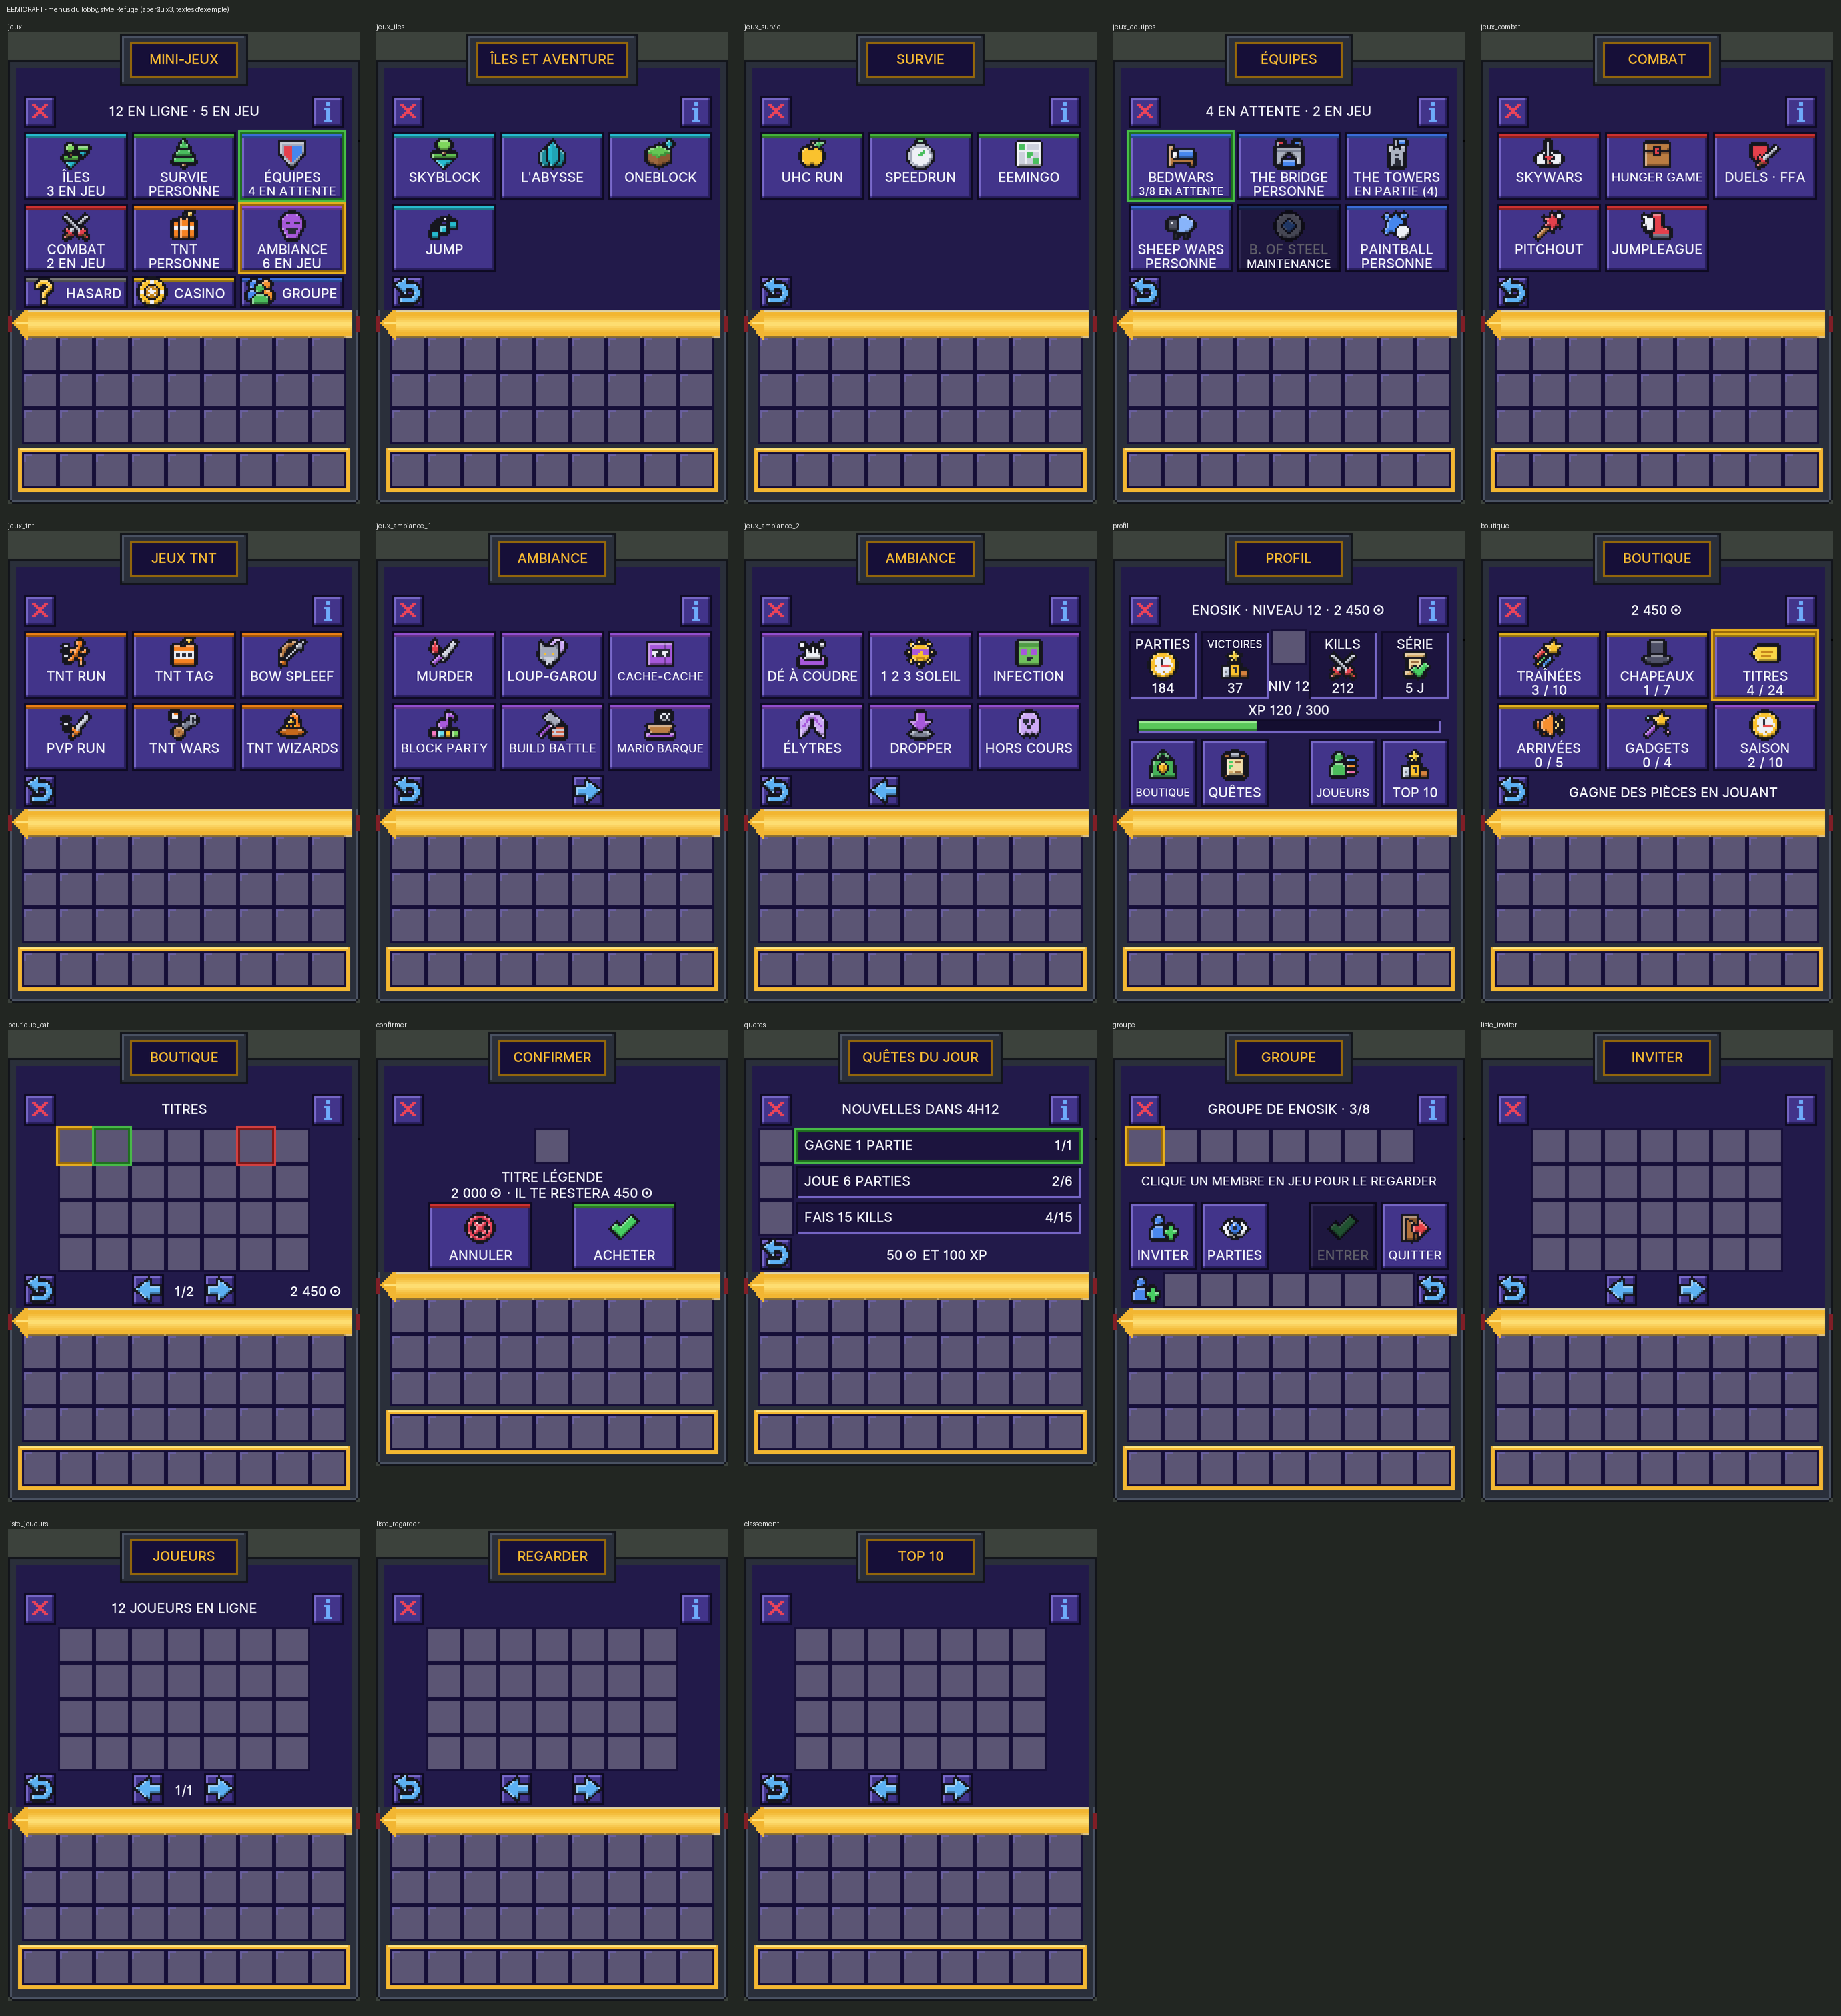 EEMICRAFT - menus du lobby, style Refuge (aperçu x3, textes d'exemple)
jeux
MINI-JEUX
12 EN LIGNE · 5 EN JEU
ÎLES
3 EN JEU
SURVIE
PERSONNE
ÉQUIPES
4 EN ATTENTE
COMBAT
2 EN JEU
TNT
PERSONNE
AMBIANCE
6 EN JEU
HASARD
CASINO
GROUPE
jeux_iles
ÎLES ET AVENTURE
SKYBLOCK
L'ABYSSE
ONEBLOCK
JUMP
jeux_survie
SURVIE
UHC RUN
SPEEDRUN
EEMINGO
jeux_equipes
ÉQUIPES
4 EN ATTENTE · 2 EN JEU
BEDWARS
3/8 EN ATTENTE
THE BRIDGE
PERSONNE
THE TOWERS
EN PARTIE (4)
SHEEP WARS
PERSONNE
B. OF STEEL
MAINTENANCE
PAINTBALL
PERSONNE
jeux_combat
COMBAT
SKYWARS
HUNGER GAME
DUELS · FFA
PITCHOUT
JUMPLEAGUE
jeux_tnt
JEUX TNT
TNT RUN
TNT TAG
BOW SPLEEF
PVP RUN
TNT WARS
TNT WIZARDS
jeux_ambiance_1
AMBIANCE
MURDER
LOUP-GAROU
CACHE-CACHE
BLOCK PARTY
BUILD BATTLE
MARIO BARQUE
jeux_ambiance_2
AMBIANCE
DÉ À COUDRE
1 2 3 SOLEIL
INFECTION
ÉLYTRES
DROPPER
HORS COURS
profil
PROFIL
ENOSIK · NIVEAU 12 · 2 450 ⊙
PARTIES
184
VICTOIRES
37
NIV 12
KILLS
212
SÉRIE
5 J
XP 120 / 300
BOUTIQUE
QUÊTES
JOUEURS
TOP 10
boutique
BOUTIQUE
2 450 ⊙
TRAÎNÉES
3 / 10
CHAPEAUX
1 / 7
TITRES
4 / 24
ARRIVÉES
0 / 5
GADGETS
0 / 4
SAISON
2 / 10
GAGNE DES PIÈCES EN JOUANT
boutique_cat
BOUTIQUE
TITRES
1/2
2 450 ⊙
confirmer
CONFIRMER
TITRE LÉGENDE
2 000 ⊙ · IL TE RESTERA 450 ⊙
ANNULER
ACHETER
quetes
QUÊTES DU JOUR
NOUVELLES DANS 4H12
GAGNE 1 PARTIE 1/1
JOUE 6 PARTIES 2/6
FAIS 15 KILLS 4/15
50 ⊙ ET 100 XP
groupe
GROUPE
GROUPE DE ENOSIK · 3/8
CLIQUE UN MEMBRE EN JEU POUR LE REGARDER
INVITER
PARTIES
ENTRER
QUITTER
liste_inviter
INVITER
liste_joueurs
JOUEURS
12 JOUEURS EN LIGNE
1/1
liste_regarder
REGARDER
classement
TOP 10